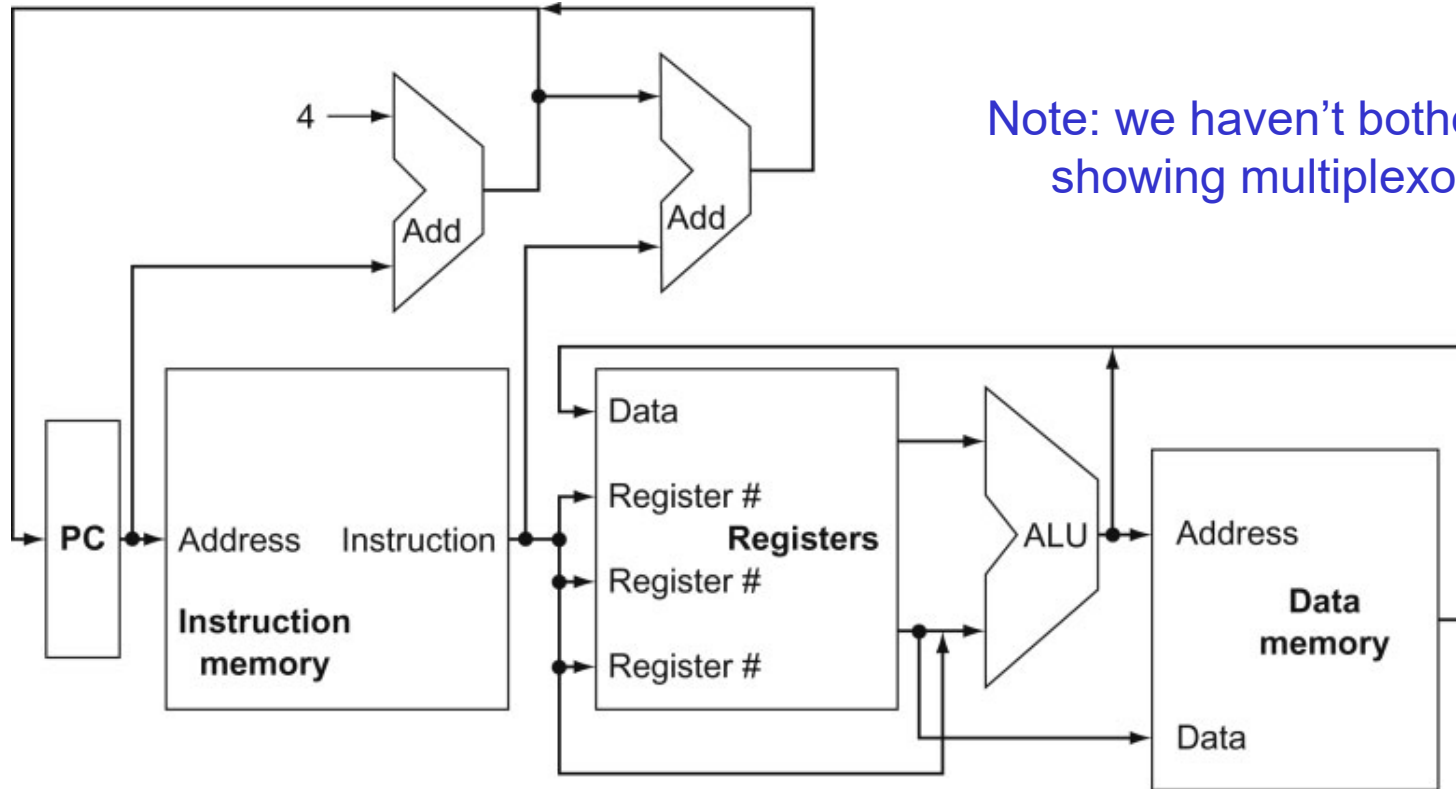 Note: we haven't bothe
showing multiplexo
4
Add
Add
Data
Register #
Register #
Register #
Registers
PC
Address
Instruction
Instruction
memory
ALU
Address
Data
memory
Data